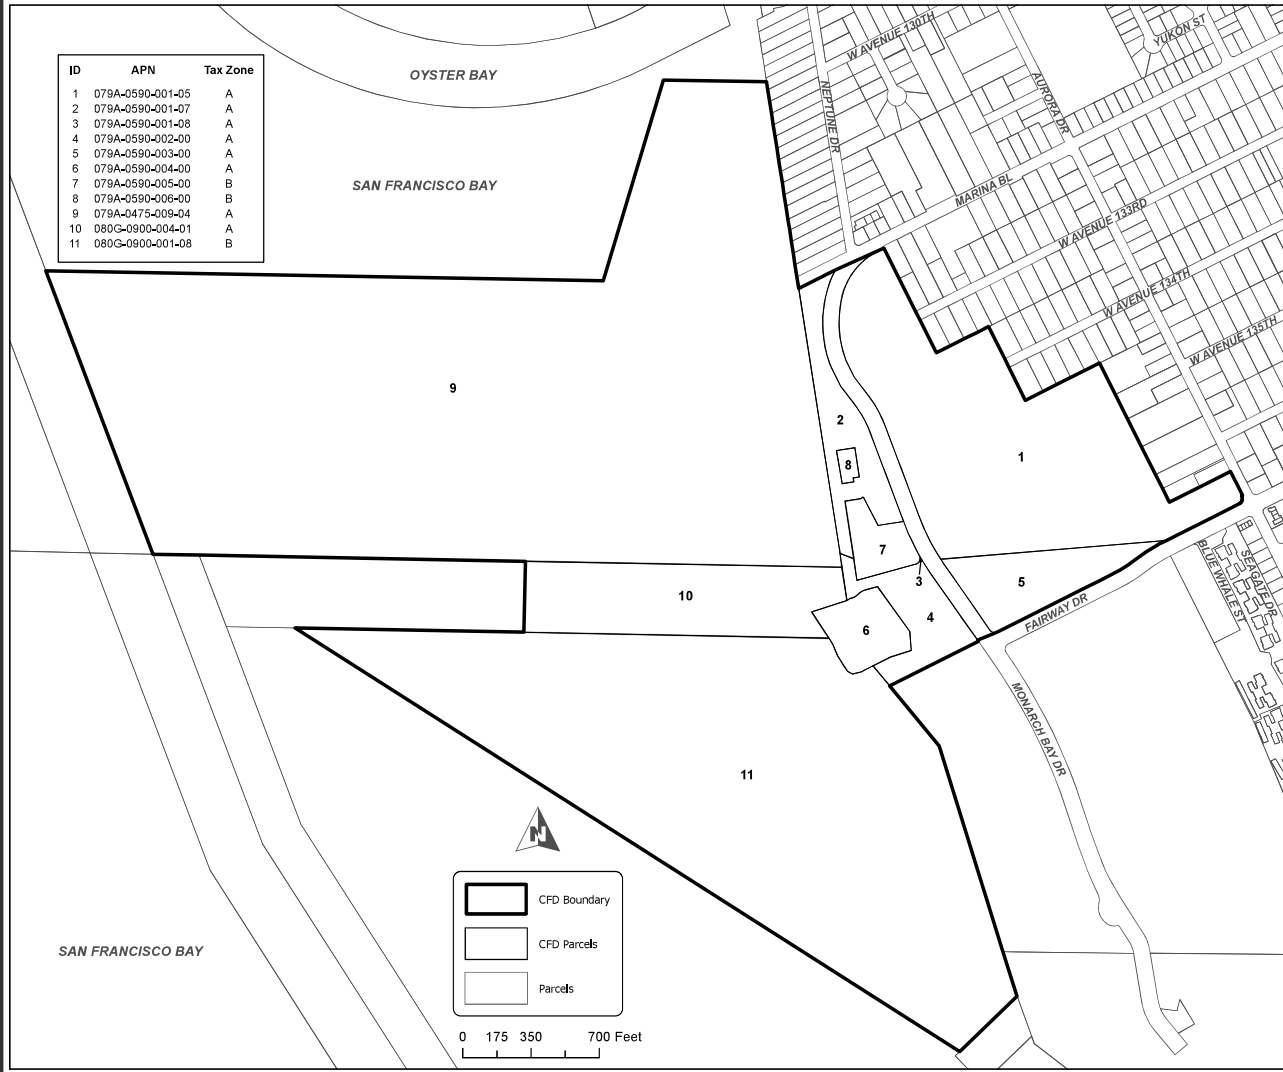 OYSTER BAY
SAN FRANCISCO BAY
ID APN Tax Zone
1 079A-0590-001-05 A
2 079A-0590-001-07 A
3 079A-0590-001-08 A
4 079A-0590-002-00 A
5 079A-0590-003-00 A
6 079A-0590-004-00 A
7 079A-0590-005-00 B
8 079A-0590-006-00 B
9 079A-0475-009-04 A
10 080G-0900-004-01 A
11 080G-0900-001-08 B
W AVENUE 130TH
YUKON ST
NEPTUNE DR
AURORA DR
MARINA BL
W AVENUE 133RD
W AVENUE 134TH
W AVENUE 135TH
9
2
8
1
7
3
5
10
4
6
FAIRWAY DR
BLUE WHALE ST
SEAGATE DR
MONARCH BAY DR
11
N
CFD Boundary
CFD Parcels
Parcels
SAN FRANCISCO BAY
0 175 350 700 Feet